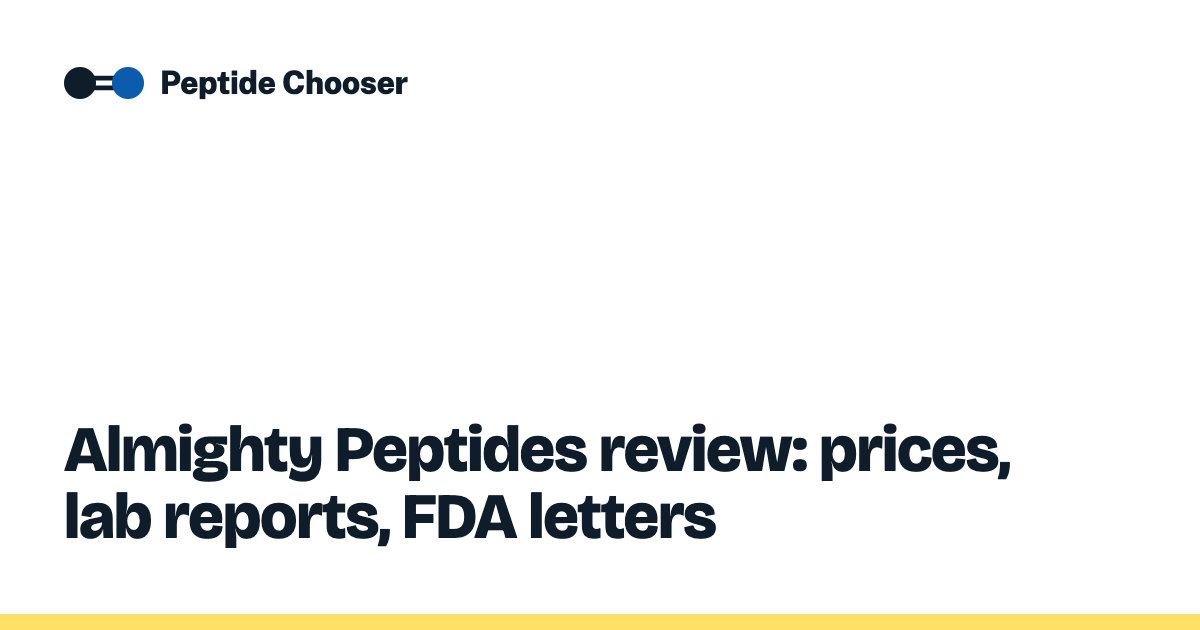 Peptide Chooser
Almighty Peptides review: prices,
lab reports, FDA letters